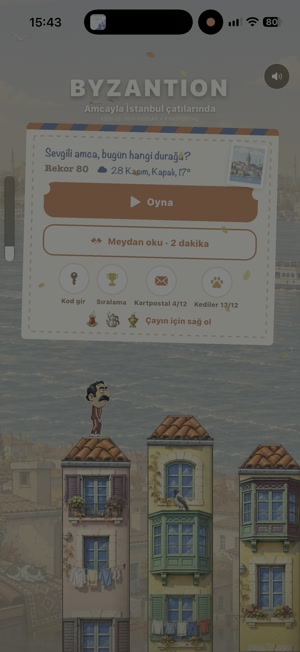 15:43
80
BYZANTION
Amcayla İstanbul çatılarında
Sevgili amca, bugün hangi durağa?
Rekor 80
28 Kasım, Kapalı, 17°
Oyna
Meydan oku · 2 dakika
Kod gir
Sıralama
Kartpostal 4/12
Kediler 12/12
Çayın için sağ ol